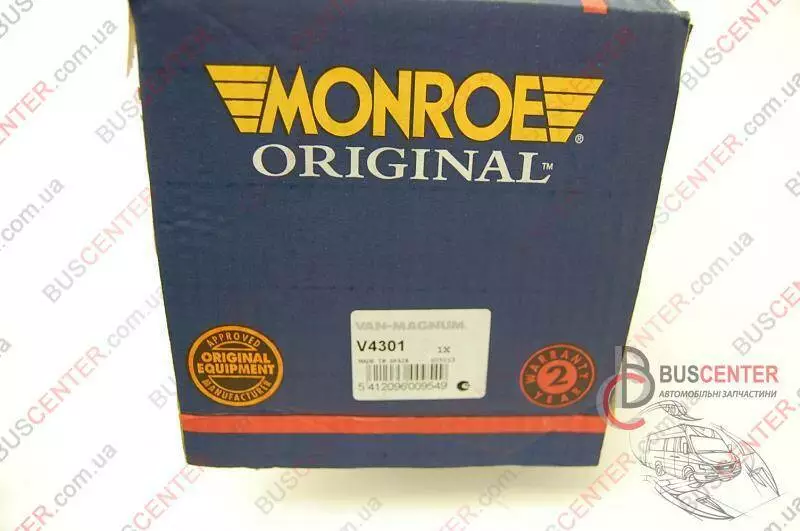 MONROE®
ORIGINAL™
VAN-MAGNUM
V4301 1X
MADE IN SPAIN
5 412096 009549
APPROVED
ORIGINAL
EQUIPMENT
MANUFACTURER
WARRANTY
2
YEAR
BUSCENTER
АВТОМОБІЛЬНІ ЗАПЧАСТИНИ
BUSCENTER.com.ua